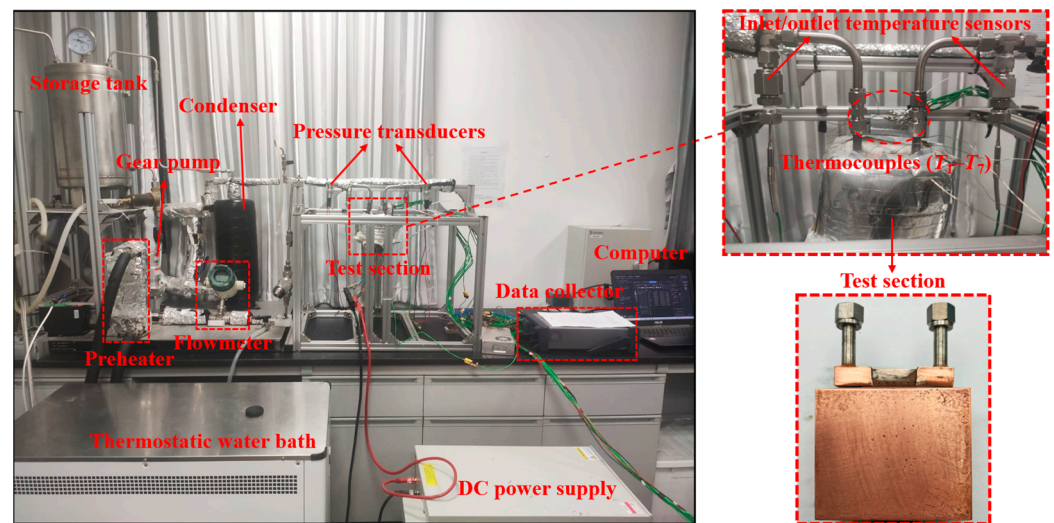 Inlet/outlet temperature sensors
Storage tank
Condenser
Pressure transducers
Gear pump
Thermocouples (T₁–T₇)
Test section
Computer
Test section
Data collector
Flowmeter
Preheater
Thermostatic water bath
DC power supply